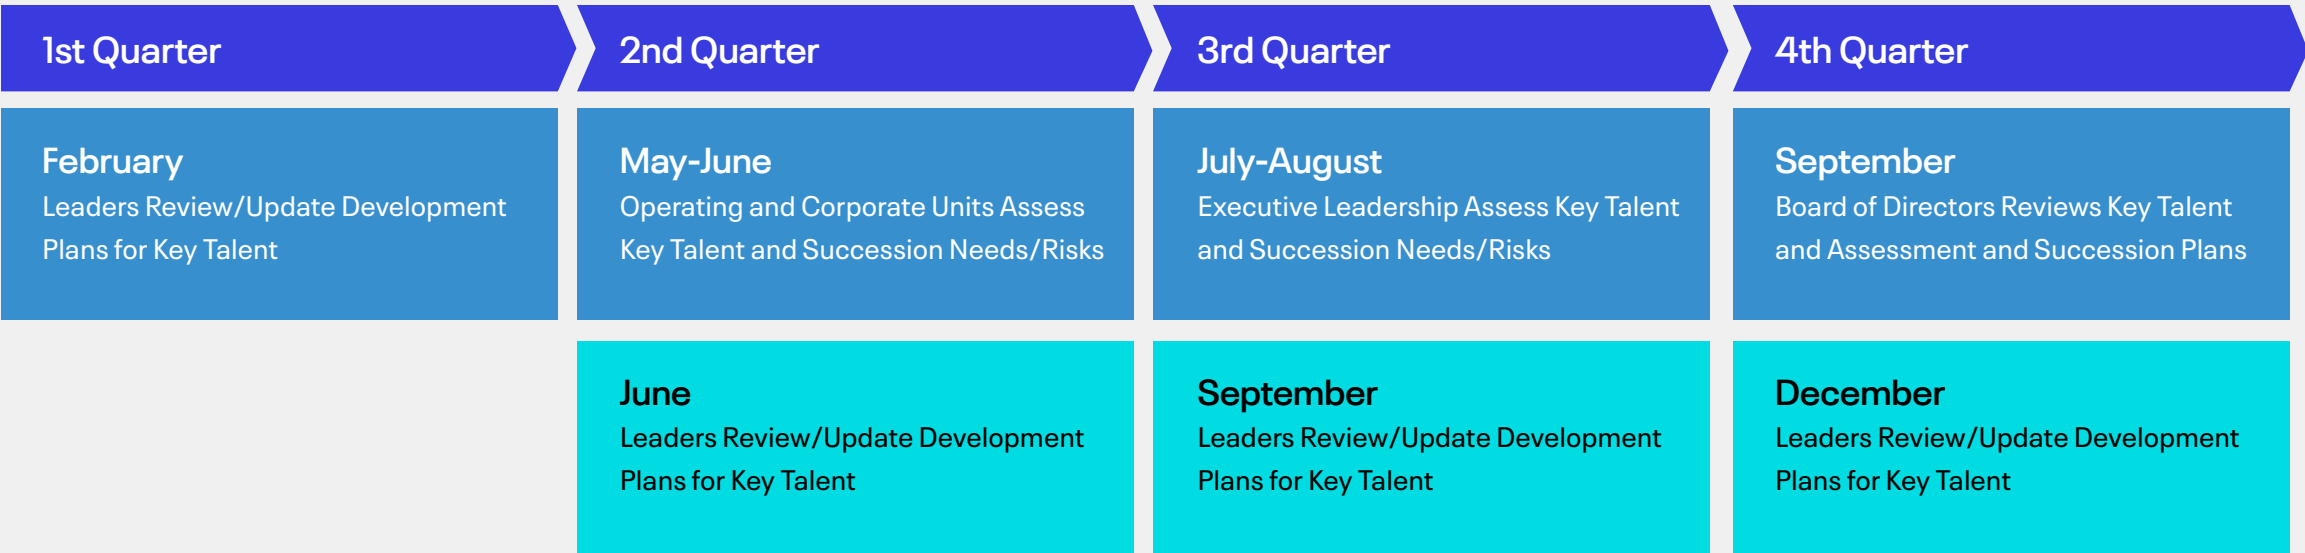 1st Quarter
2nd Quarter
3rd Quarter
4th Quarter
February
Leaders Review/Update Development
Plans for Key Talent
May-June
Operating and Corporate Units Assess
Key Talent and Succession Needs/Risks
July-August
Executive Leadership Assess Key Talent
and Succession Needs/Risks
September
Board of Directors Reviews Key Talent
and Assessment and Succession Plans
June
Leaders Review/Update Development
Plans for Key Talent
September
Leaders Review/Update Development
Plans for Key Talent
December
Leaders Review/Update Development
Plans for Key Talent